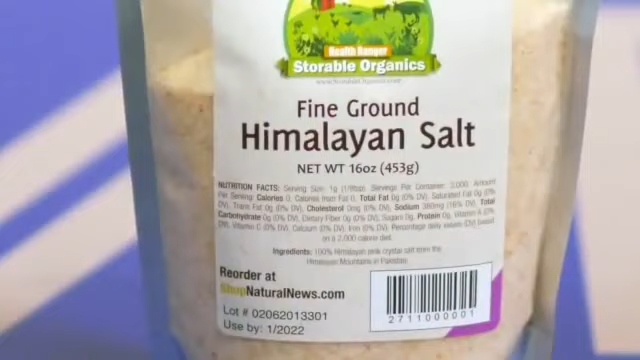 Health Ranger
Storable Organics
www.StorableOrganics.com
Fine Ground
Himalayan Salt
NET WT 16oz (453g)
NUTRITION FACTS: Serving Size: 1g Servings Per Container: Amount
Per Serving: Calories 0, Calories from Fat 0, Total Fat 0g (0% DV), Saturated Fat 0g (0%
DV), Trans Fat 0g (0% DV), Cholesterol 0mg (0% DV), Sodium 380mg (16% DV), Total
Carbohydrate 0g (0% DV), Dietary Fiber 0g (0% DV), Sugars 0g, Protein 0g, Vitamin A (0%
DV), Vitamin C (0% DV), Calcium (0% DV), Iron (0% DV). Percentage daily values (DV) based
on a 2,000 calorie diet.
Ingredients: 100% Himalayan pink crystal salt from the
Himalayan Mountains in Pakistan.
Reorder at
ShopNaturalNews.com
Lot # 02062013301
Use by: 1/2022
2711000001